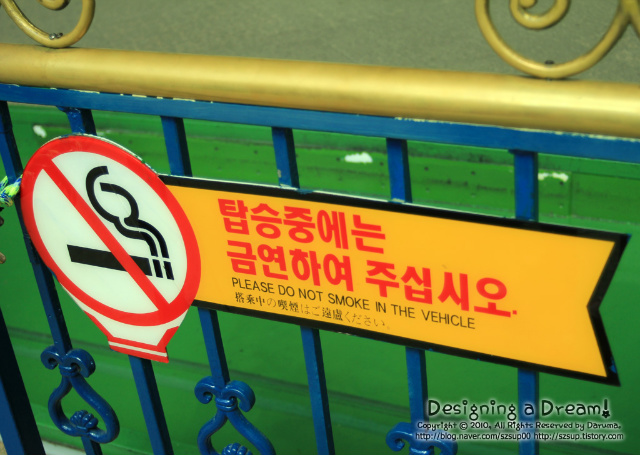 탑승중에는
금연하여 주십시오.
PLEASE DO NOT SMOKE IN THE VEHICLE
搭乗中の喫煙はご遠慮ください。
Designing a Dream!
Copyright © 2010. All Rights Reserved by Daruma.
http://blog.naver.com/szsup00 http://szsup.tistory.com